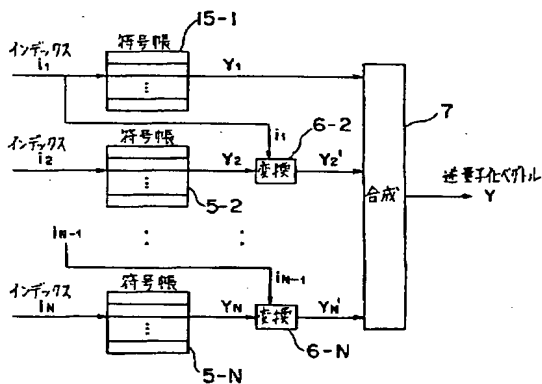 15-1
符号帳
インデックス
i1
Y1
7
i1
6-2
インデックス
i2
符号帳
Y2
変換
Y2'
合成
逆量子化ベクトル
Y
5-2
iN-1
iN-1
インデックス
iN
符号帳
YN
変換
YN'
6-N
5-N